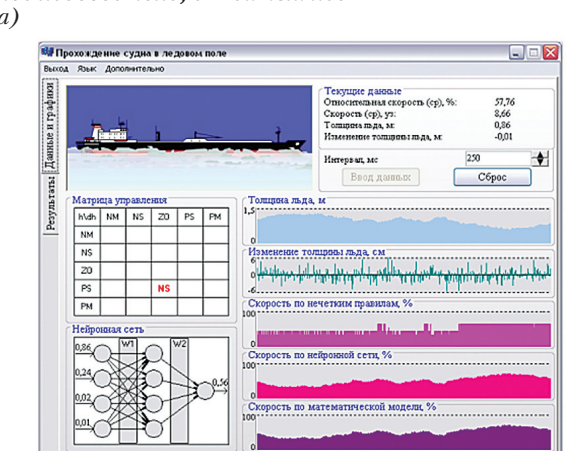 а)
Прохождение судна в ледовом поле
Выход Язык Дополнительно
Данные и графики
Результаты
Текущие данные
Относительная скорость (ср), %: 57,76
Скорость (ср), уз: 8,66
Толщина льда, м: 0,86
Изменение толщины льда, м: -0,01
Интервал, мс 250
Ввод данных Сброс
Матрица управления
h\dh NM NS ZO PS PM
NM
NS
ZO
PS NS
PM
Нейронная сеть
W1 W2
0,86
0,24
0,02
0,01
0,56
Толщина льда, м
1,5
0
Изменение толщины льда, см
6
-6
Скорость по нечетким правилам, %
100
0
Скорость по нейронной сети, %
100
0
Скорость по математической модели, %
100
0